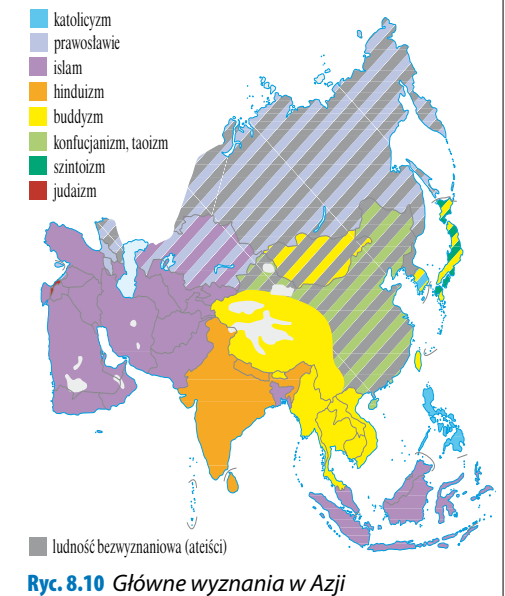 katolicyzm
prawosławie
islam
hinduizm
buddyzm
konfucjanizm, taoizm
szintoizm
judaizm
ludność bezwyznaniowa (ateiści)
Ryc. 8.10 Główne wyznania w Azji